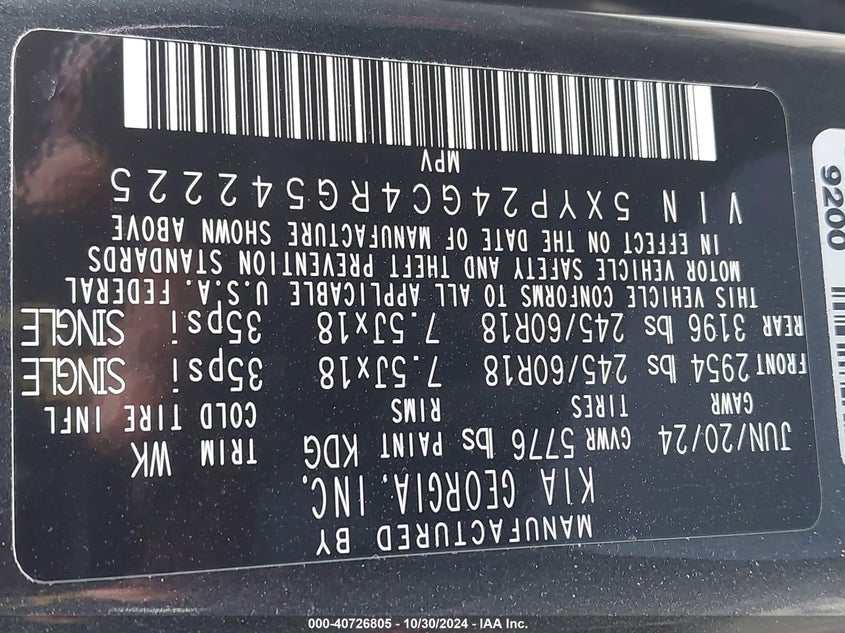 MANUFACTURED BY
KIA GEORGIA, INC.
JUN/20/24 GVWR 5776 lbs PAINT KDG TRIM WK
GAWR TIRES RIMS COLD TIRE INFL
FRONT 2954 lbs 245/60R18 7.5Jx18 35psi SINGLE
REAR 3196 lbs 245/60R18 7.5Jx18 35psi SINGLE
THIS VEHICLE CONFORMS TO ALL APPLICABLE U.S.A. FEDERAL
MOTOR VEHICLE SAFETY AND THEFT PREVENTION STANDARDS
IN EFFECT ON THE DATE OF MANUFACTURE SHOWN ABOVE
VIN 5XYP24GC4RG542225
MPV
9200
000-40726805 - 10/30/2024 - IAA Inc.